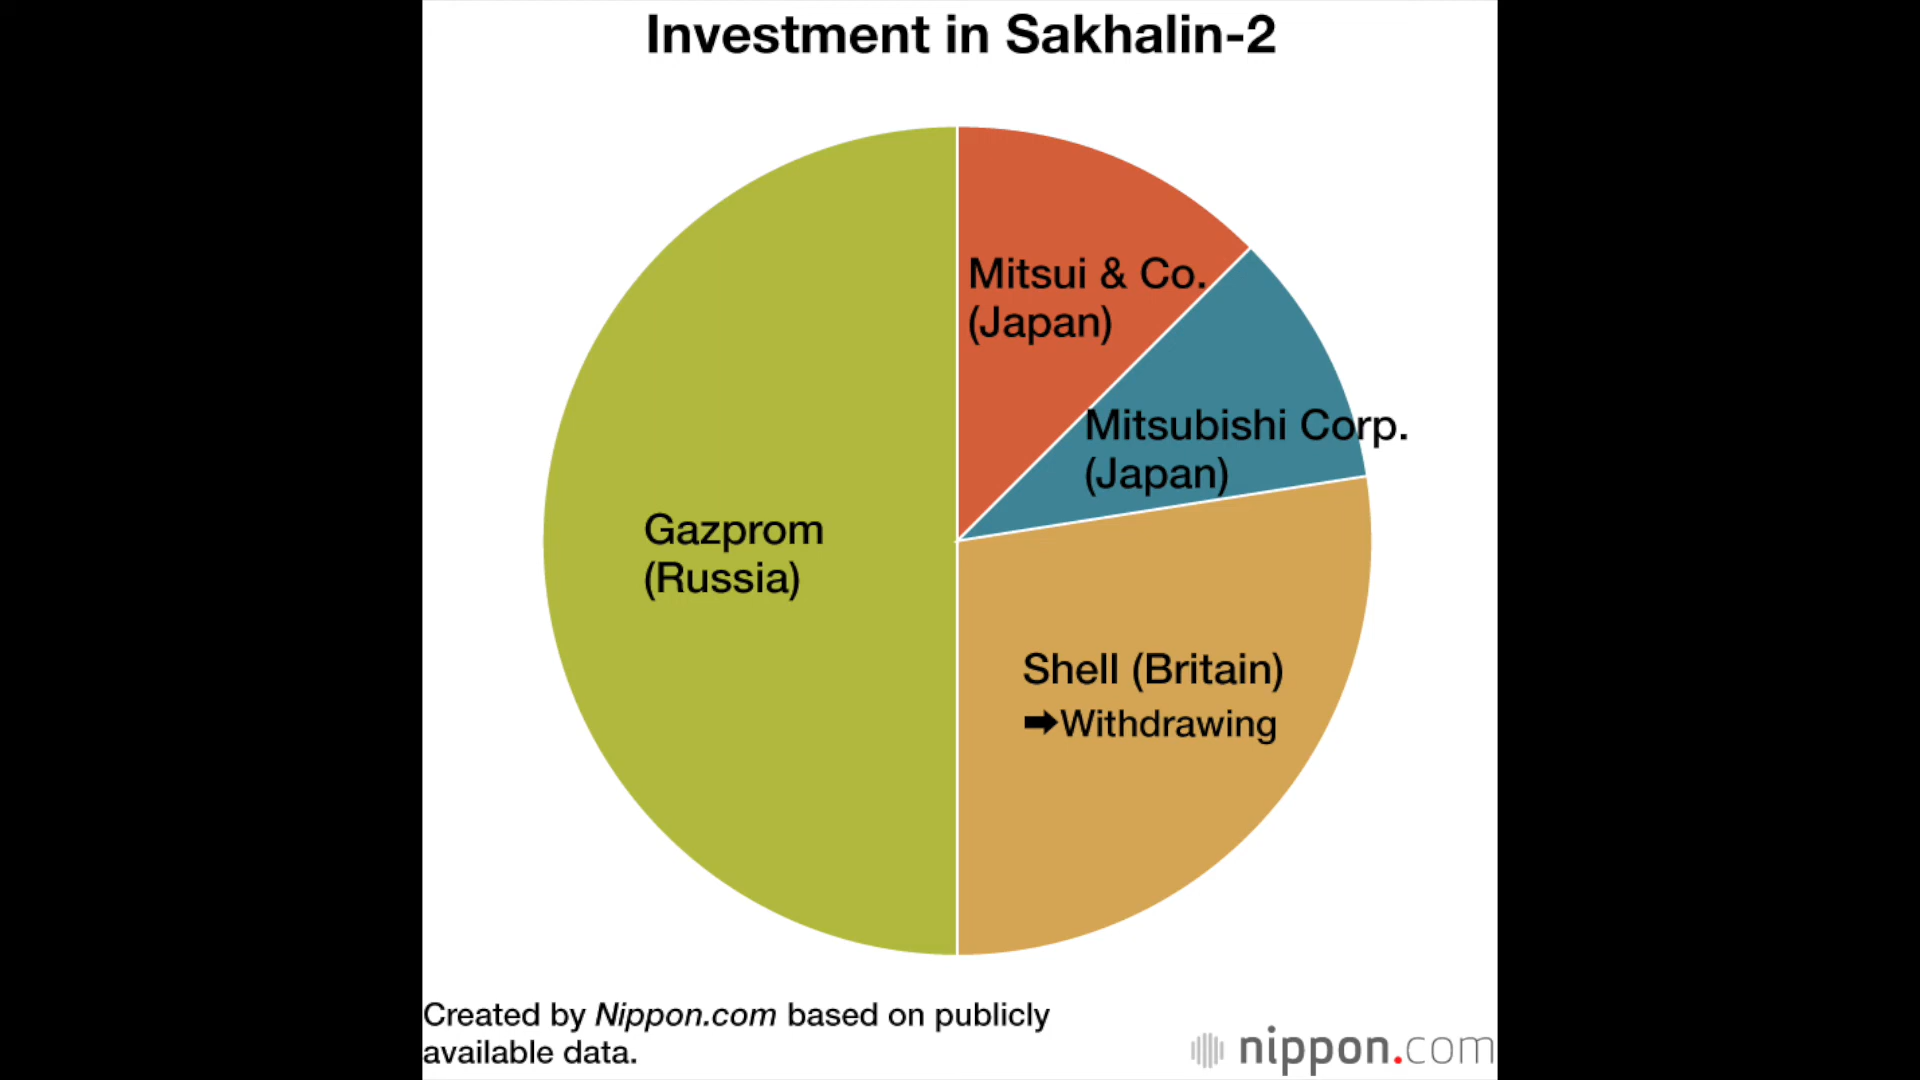 Investment in Sakhalin-2
Mitsui & Co.
(Japan)
Mitsubishi Corp.
(Japan)
Gazprom
(Russia)
Shell (Britain)
➡Withdrawing
Created by Nippon.com based on publicly
available data.
nippon.com